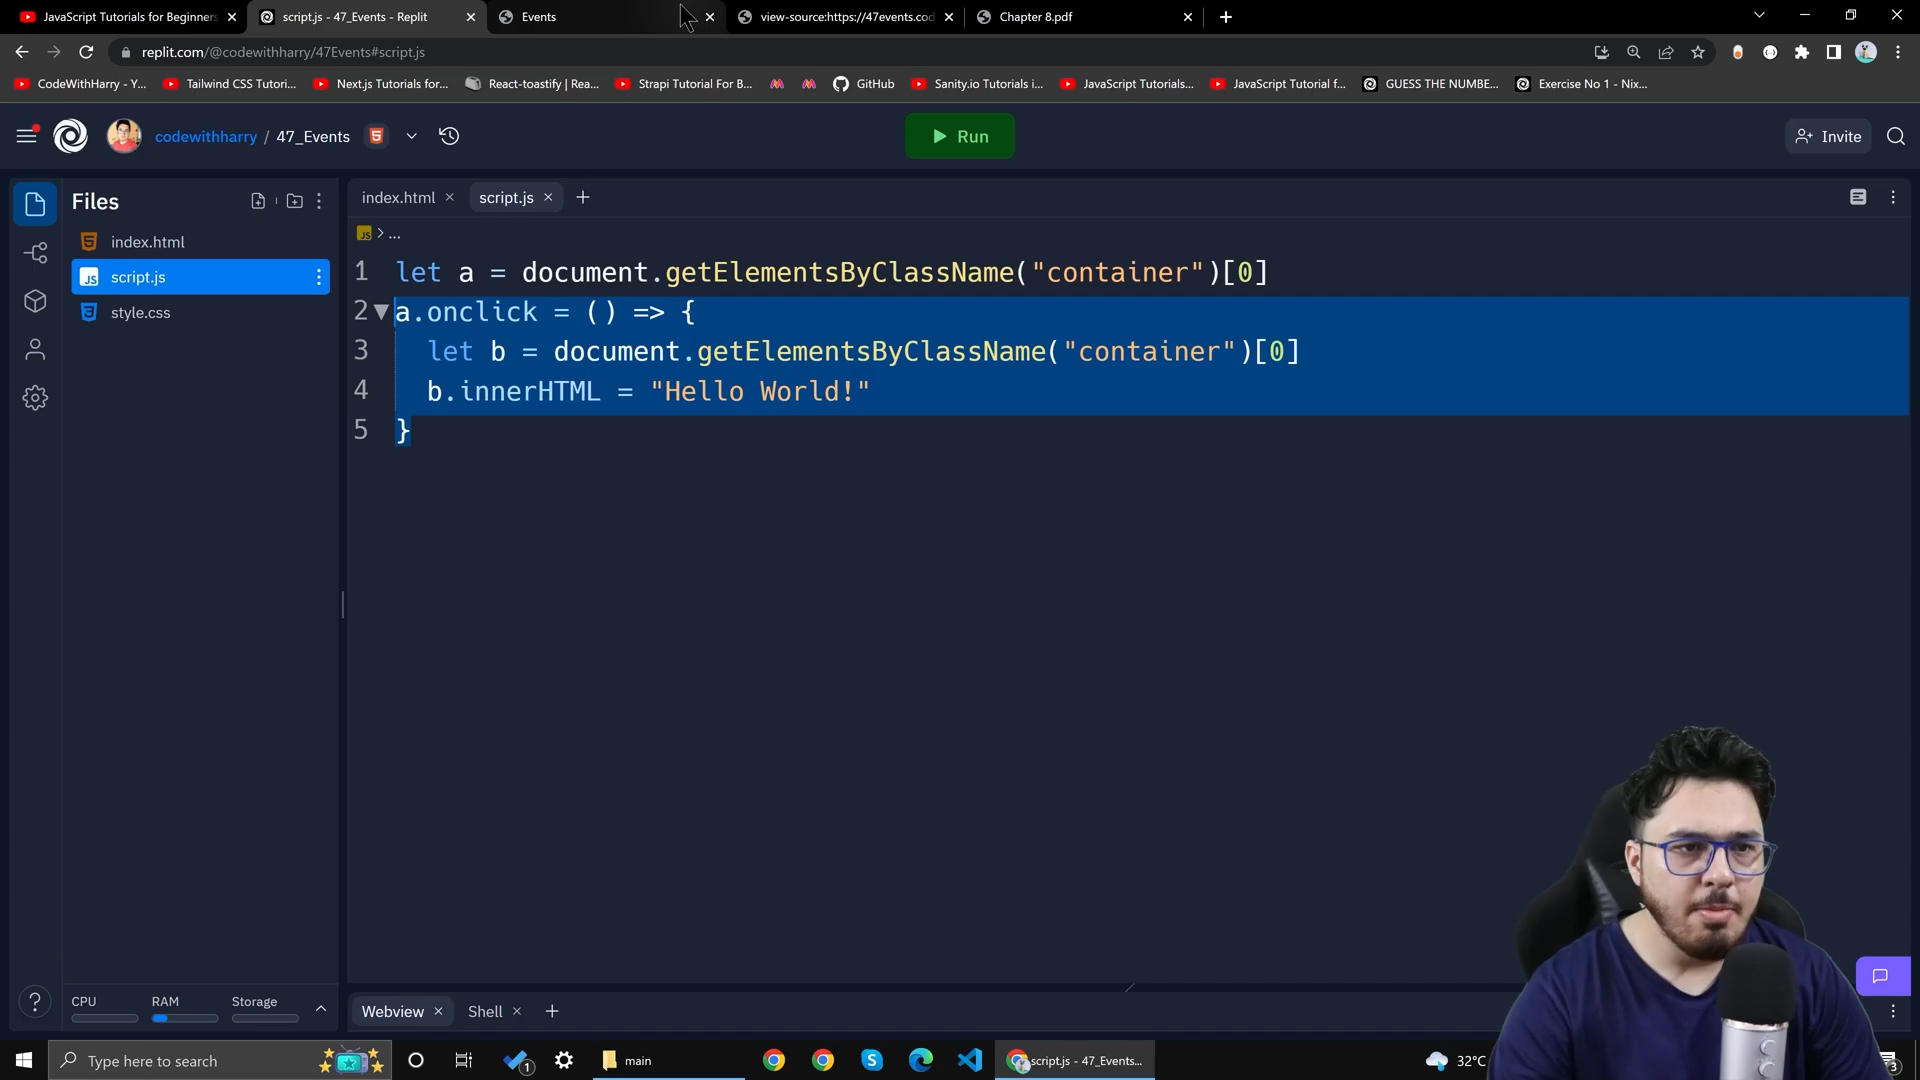 JavaScript Tutorials for Beginners
script.js - 47_Events - Replit
Events
view-source:https://47events.cod
Chapter 8.pdf
replit.com/@codewithharry/47Events#script.js
CodeWithHarry - Y...
Tailwind CSS Tutori...
Next.js Tutorials for...
React-toastify | Rea...
Strapi Tutorial For B...
GitHub
Sanity.io Tutorials i...
JavaScript Tutorials...
JavaScript Tutorial f...
GUESS THE NUMBE...
Exercise No 1 - Nix...
codewithharry / 47_Events
Run
Invite
Files
index.html
script.js
style.css
index.html
script.js
JS > ...
1 let a = document.getElementsByClassName("container")[0]
2 a.onclick = () => {
3 let b = document.getElementsByClassName("container")[0]
4 b.innerHTML = "Hello World!"
5 }
CPU
RAM
Storage
Webview
Shell
Type here to search
1
main
script.js - 47_Events...
32°C
3